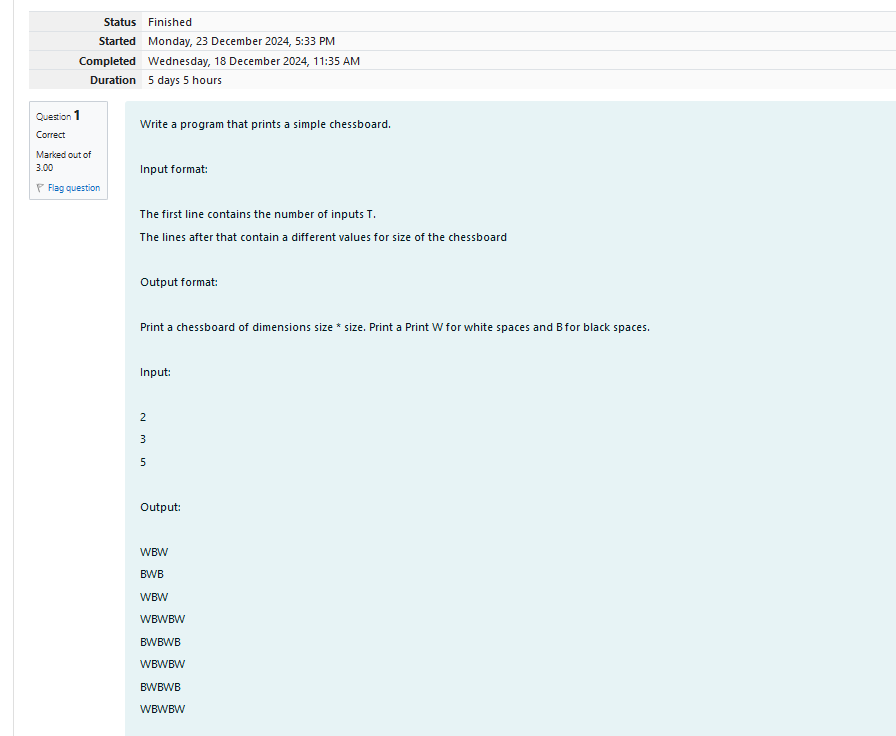 Status Finished
Started Monday, 23 December 2024, 5:33 PM
Completed Wednesday, 18 December 2024, 11:35 AM
Duration 5 days 5 hours
Question 1
Correct
Marked out of
3.00
Flag question
Write a program that prints a simple chessboard.
Input format:
The first line contains the number of inputs T.
The lines after that contain a different values for size of the chessboard
Output format:
Print a chessboard of dimensions size * size. Print a Print W for white spaces and B for black spaces.
Input:
2
3
5
Output:
WBW
BWB
WBW
WBWBW
BWBWB
WBWBW
BWBWB
WBWBW